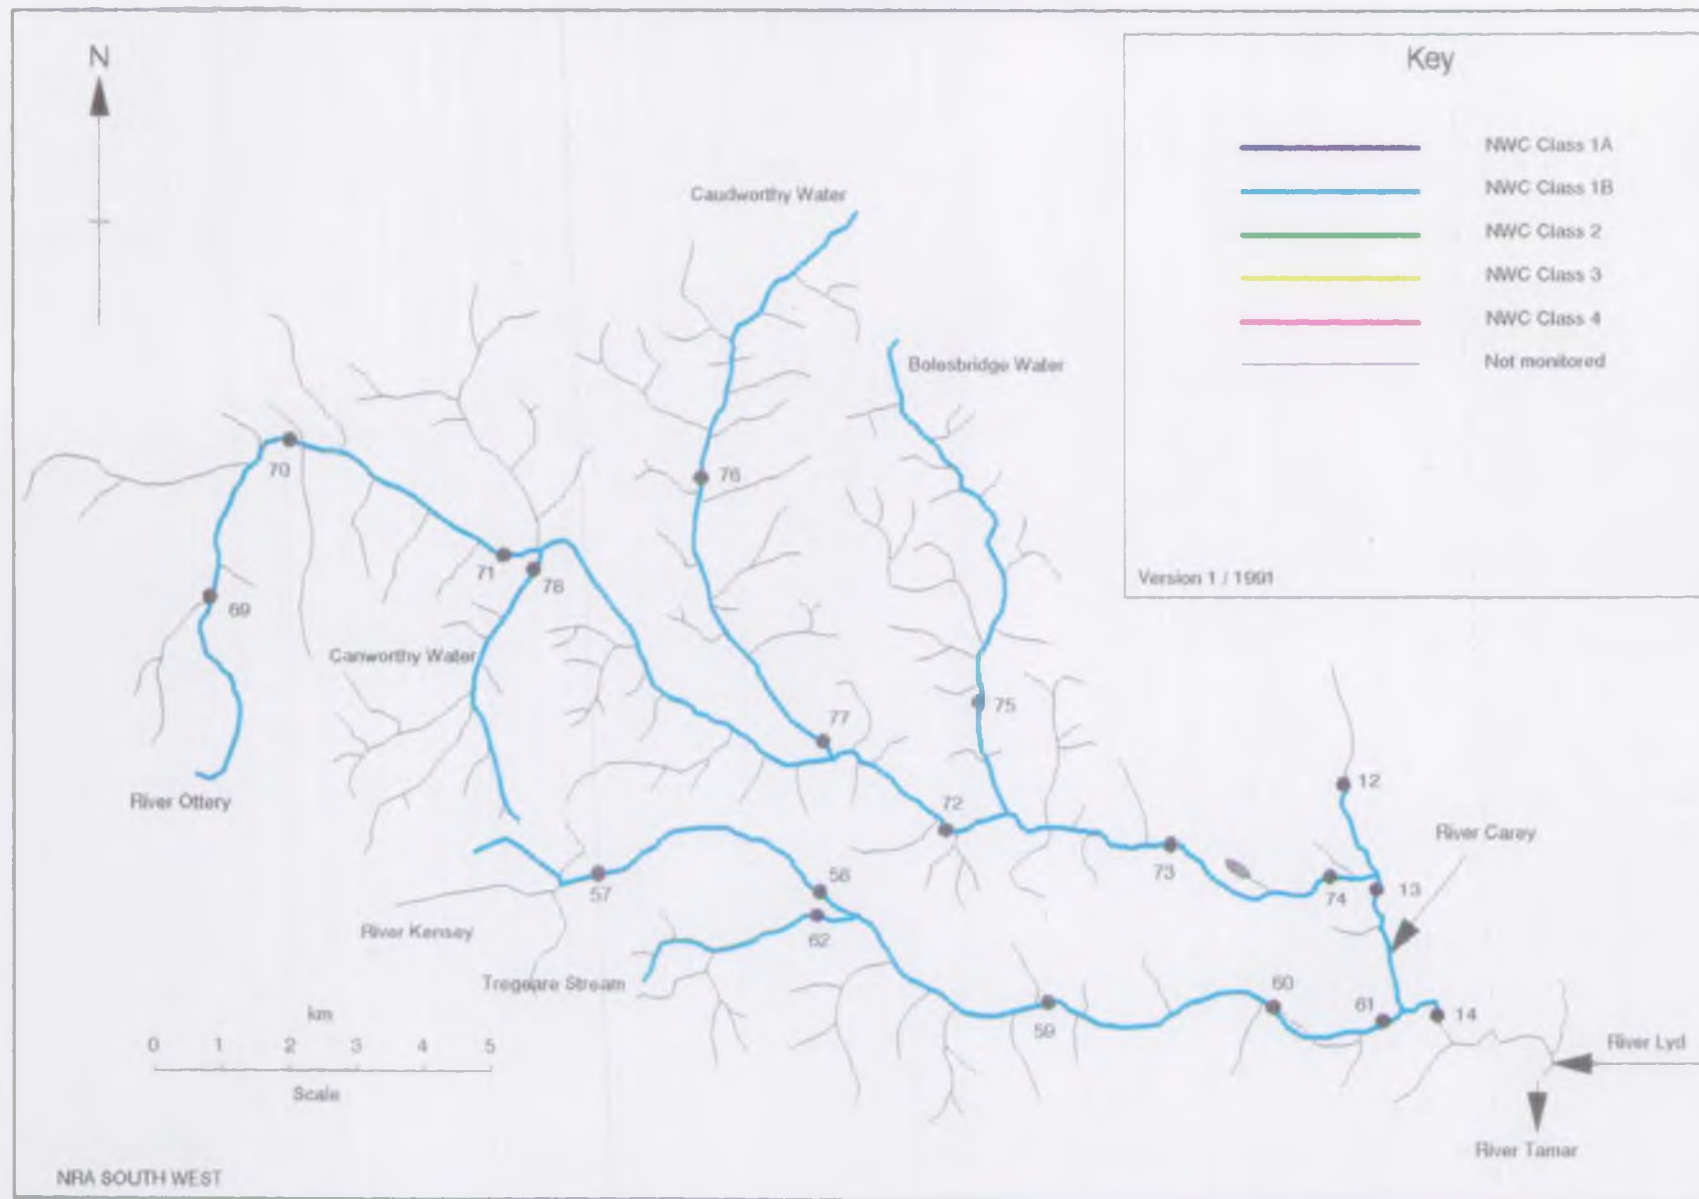 N
Key
NWC Class 1A
NWC Class 1B
NWC Class 2
NWC Class 3
NWC Class 4
Not monitored
Version 1 / 1991
Caudworthy Water
Bolesbridge Water
70
76
71
78
69
Canworthy Water
75
77
River Ottery
72
12
River Carey
73
74
13
57
58
62
River Kensey
Tregeare Stream
60
61
14
59
River Lyd
km
0 1 2 3 4 5
Scale
River Tamar
NRA SOUTH WEST